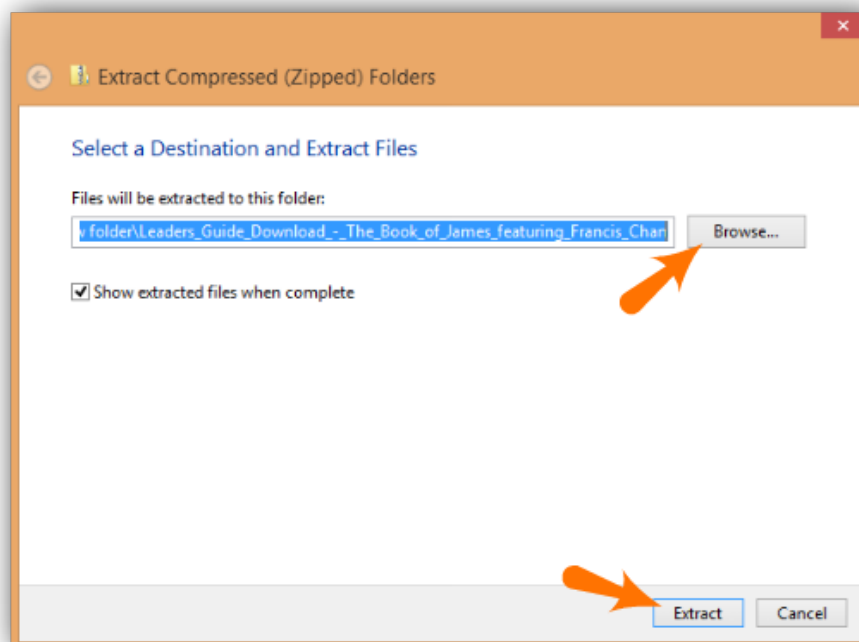 Extract Compressed (Zipped) Folders
Select a Destination and Extract Files
Files will be extracted to this folder:
folder\Leaders_Guide_Download_-_The_Book_of_James_featuring_Francis_Chan
Browse...
Show extracted files when complete
Extract
Cancel